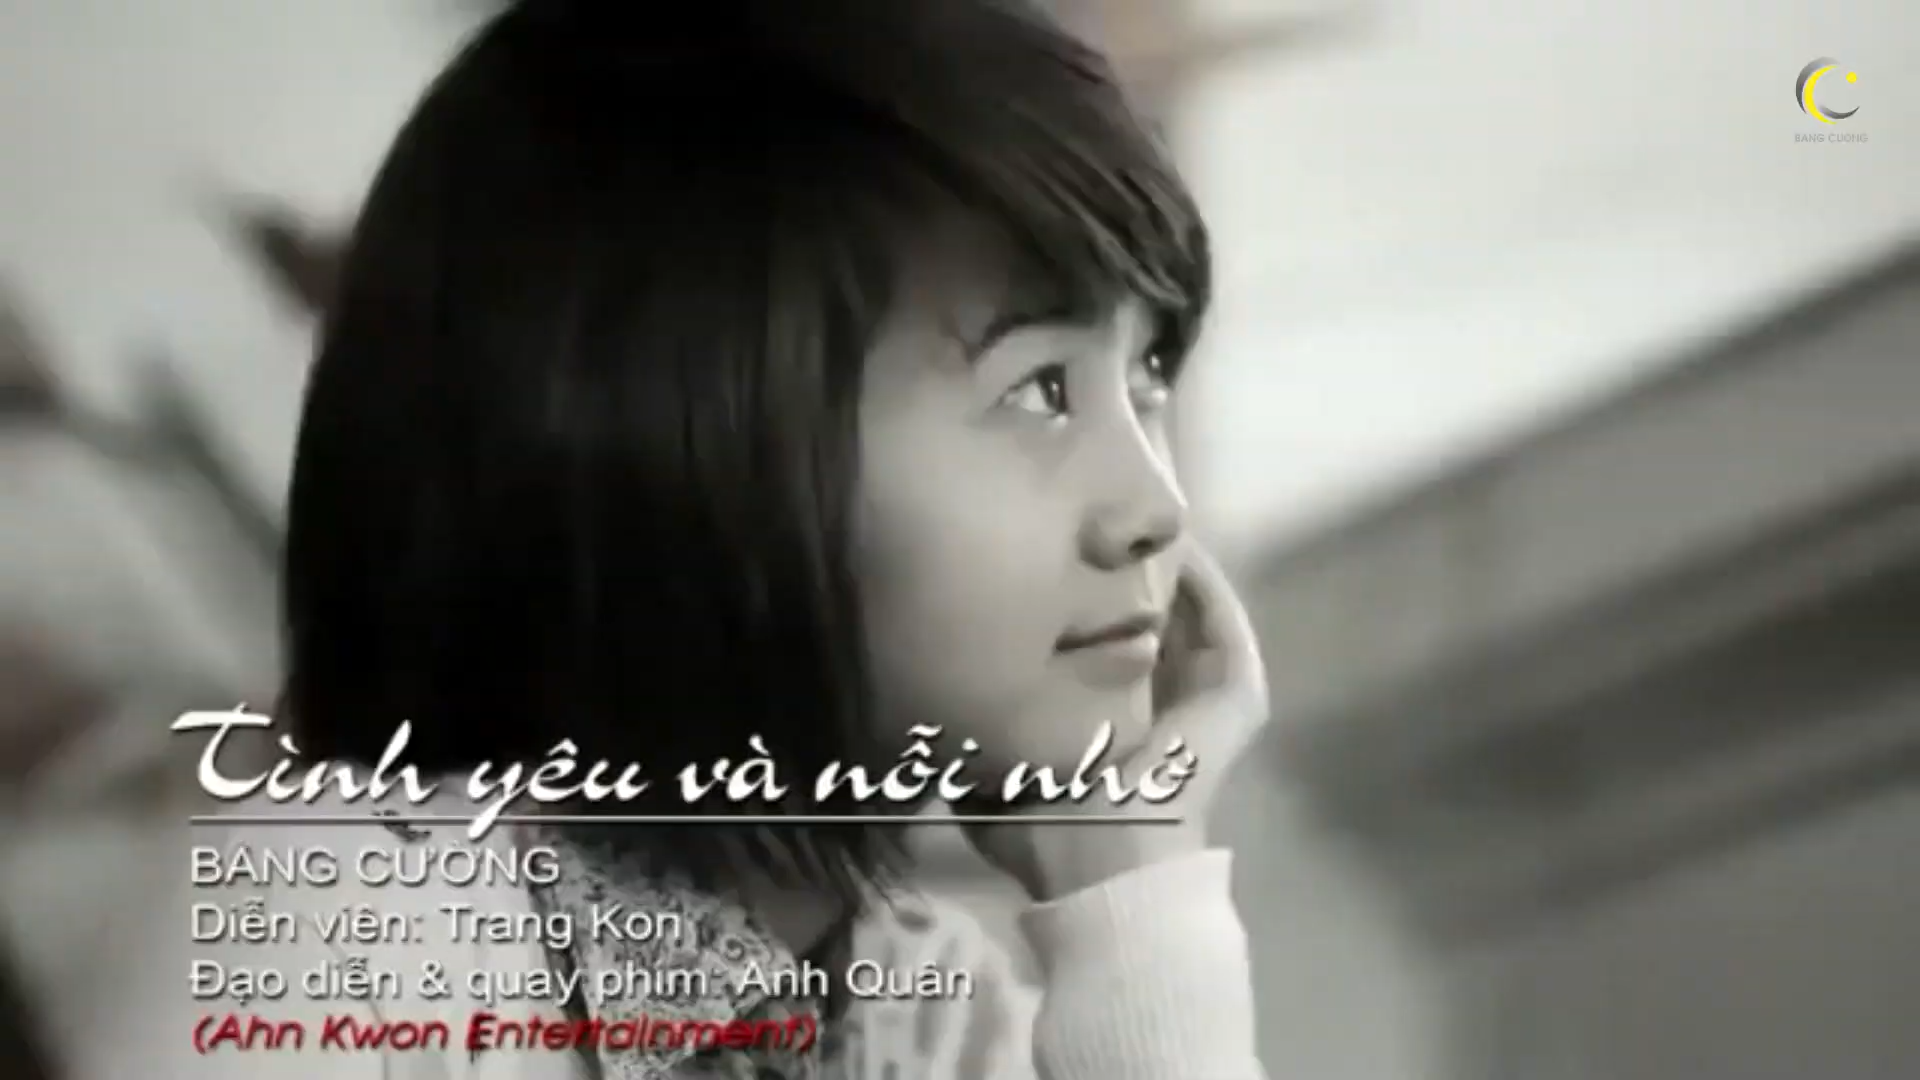 BANG CUONG
Tình yêu và nỗi nhớ
BẰNG CƯỜNG
Diễn viên: Trang Kon
Đạo diễn & quay phim: Anh Quân
(Ahn Kwon Entertainment)